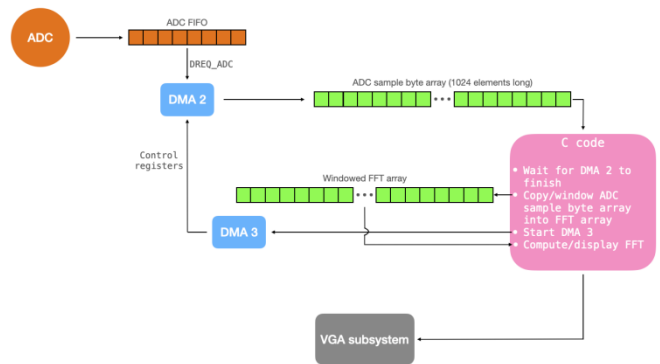 ADC FIFO
ADC
DREQ_ADC
ADC sample byte array (1024 elements long)
DMA 2
C code
Control
registers
• Wait for DMA 2 to
finish
Windowed FFT array
• Copy/window ADC
sample byte array
into FFT array
• Start DMA 3
• Compute/display FFT
DMA 3
VGA subsystem